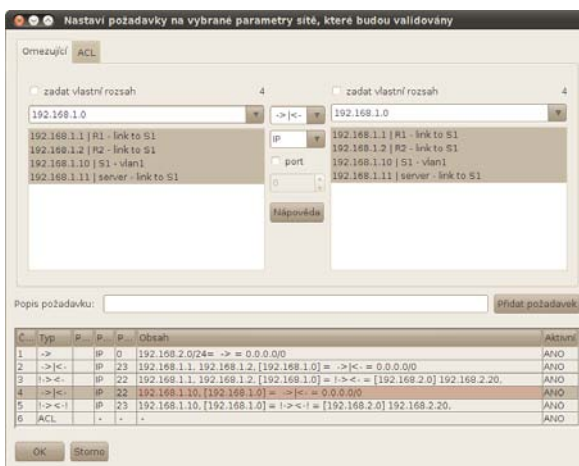 Nastaví požadavky na vybrané parametry sítě, které budou validovány
Omezující ACL
zadat vlastní rozsah 4
192.168.1.0
192.168.1.1 | R1 - link to S1
192.168.1.2 | R2 - link to S1
192.168.1.10 | S1 - vlan1
192.168.1.11 | server - link to S1
->|<-
IP
port
0
Nápověda
zadat vlastní rozsah 4
192.168.1.0
192.168.1.1 | R1 - link to S1
192.168.1.2 | R2 - link to S1
192.168.1.10 | S1 - vlan1
192.168.1.11 | server - link to S1
Popis požadavku: Přidat požadavek
Č... Typ P... P... P... Obsah Aktivní
1 -> IP 0 192.168.2.0/24= -> = 0.0.0.0/0 ANO
2 ->|<- IP 23 192.168.1.1, 192.168.1.2, [192.168.1.0] = ->|<- = 0.0.0.0/0 ANO
3 !-><- IP 22 192.168.1.1, 192.168.1.2, [192.168.1.0] = !-><- = [192.168.2.0] 192.168.2.20, ANO
4 ->|<- IP 22 192.168.1.10, [192.168.1.0] = ->|<- = 0.0.0.0/0 ANO
5 !-><-! IP 23 192.168.1.10, [192.168.1.0] = !-><-! = [192.168.2.0] 192.168.2.20, ANO
6 ACL - - - ANO
OK Storno